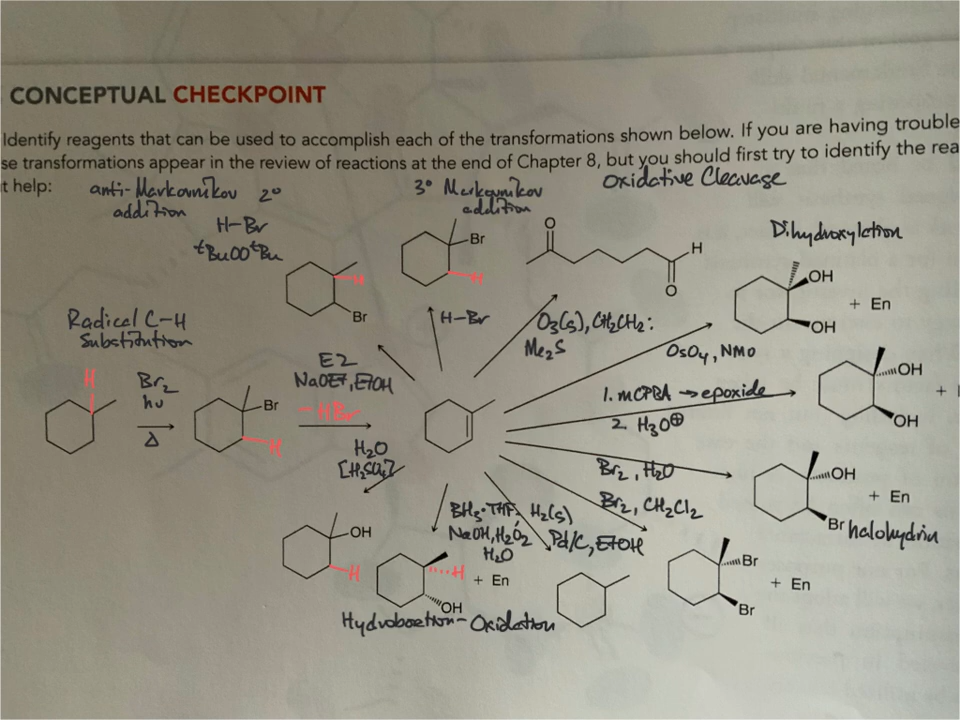 CONCEPTUAL CHECKPOINT
Identify reagents that can be used to accomplish each of the transformations shown below. If you are having trouble
se transformations appear in the review of reactions at the end of Chapter 8, but you should first try to identify the rea
t help:
anti-Markovnikov 2°
addition
H-Br
tBuOOtBu
3° Markovnikov
addition
Oxidative Cleavage
Dihydroxylation
H
Br
Br
H
O
H
O
OH
OH
+ En
H-Br
O3(g), CH2CH2:
Me2S
OsO4, NMO
Radical C-H
Substitution
H
Br2
hν
Δ
Br
H
E2
NaOEt, EtOH
- HBr
1. mCPBA → epoxide
2. H3O⊕
OH
OH
+
H2O
[H2SO4]
Br2, H2O
Br2, CH2Cl2
OH
Br
+ En
halohydrin
BH3·THF
NaOH, H2O2
H2O
H2(g)
Pd/C, EtOH
OH
H
H
OH
+ En
Br
Br
+ En
Hydroboration-Oxidation